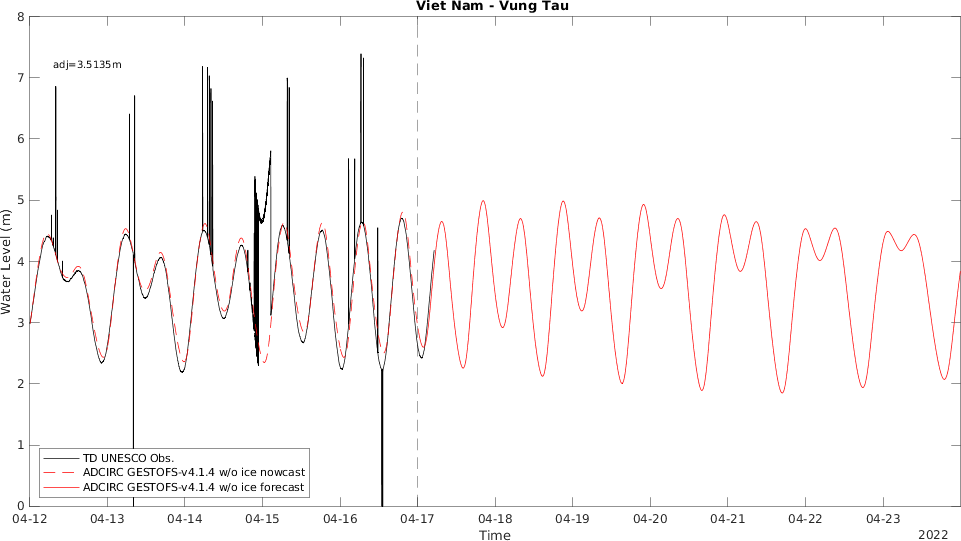 Viet Nam - Vung Tau
8
adj=3.5135m
7
6
5
4
3
2
1
0
Water Level (m)
TD UNESCO Obs.
ADCIRC GESTOFS-v4.1.4 w/o ice nowcast
ADCIRC GESTOFS-v4.1.4 w/o ice forecast
04-12 04-13 04-14 04-15 04-16 04-17 04-18 04-19 04-20 04-21 04-22 04-23
Time
2022